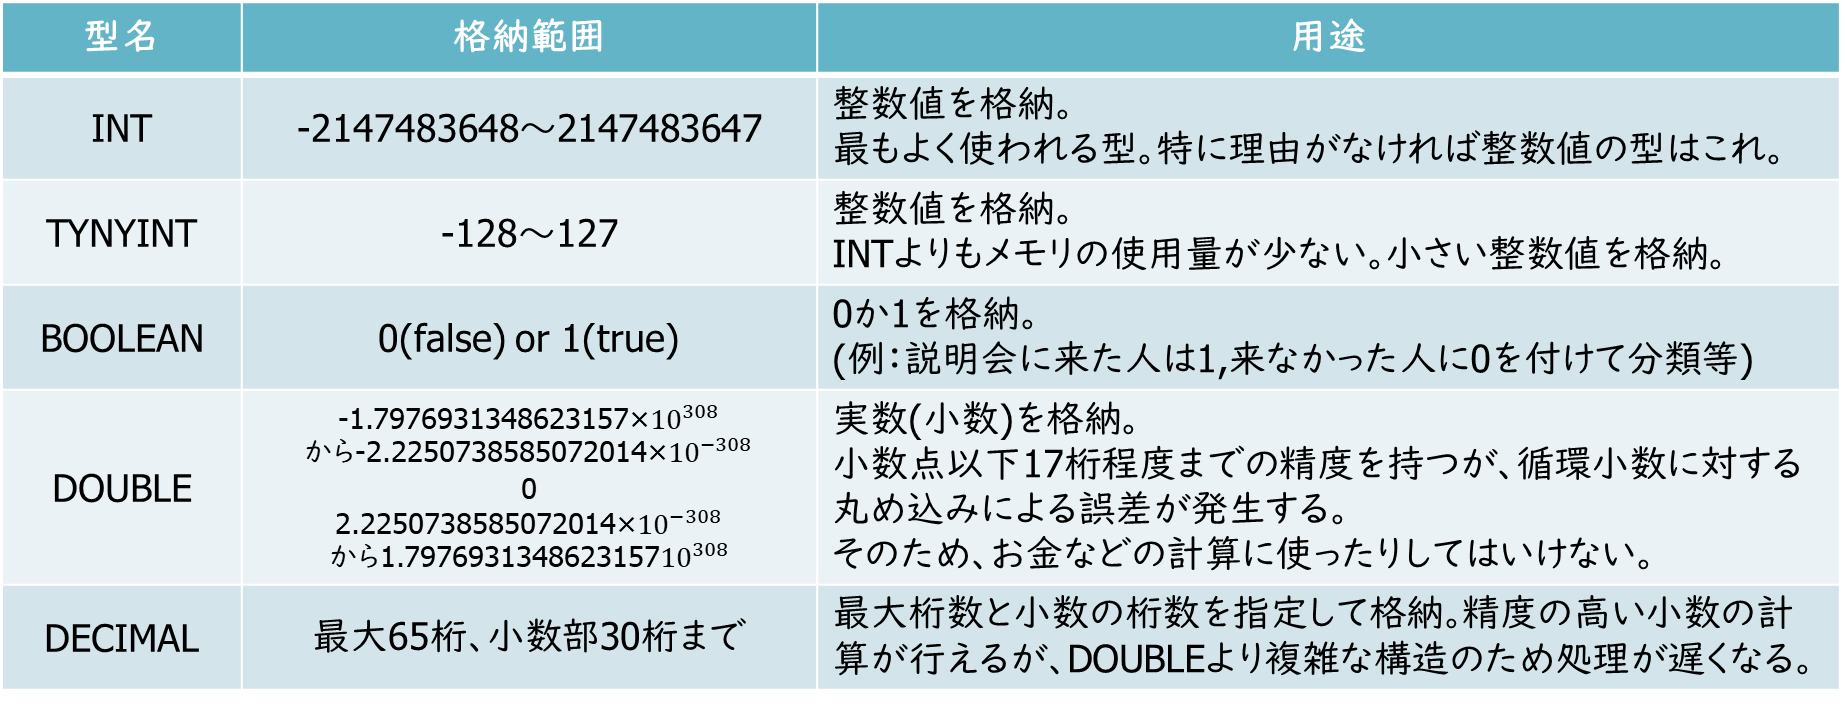 型名 格納範囲 用途
INT -2147483648～2147483647 整数値を格納。
最もよく使われる型。特に理由がなければ整数値の型はこれ。
TYNYINT -128～127 整数値を格納。
INTよりもメモリの使用量が少ない。小さい整数値を格納。
BOOLEAN 0(false) or 1(true) 0か1を格納。
(例：説明会に来た人は1,来なかった人に0を付けて分類等)
DOUBLE
-1.7976931348623157×10³⁰⁸
から-2.2250738585072014×10⁻³⁰⁸
0
2.2250738585072014×10⁻³⁰⁸
から1.797693134862315710³⁰⁸
実数(小数)を格納。
小数点以下17桁程度までの精度を持つが、循環小数に対する
丸め込みによる誤差が発生する。
そのため、お金などの計算に使ったりしてはいけない。
DECIMAL 最大65桁、小数部30桁まで 最大桁数と小数の桁数を指定して格納。精度の高い小数の計
算が行えるが、DOUBLEより複雑な構造のため処理が遅くなる。